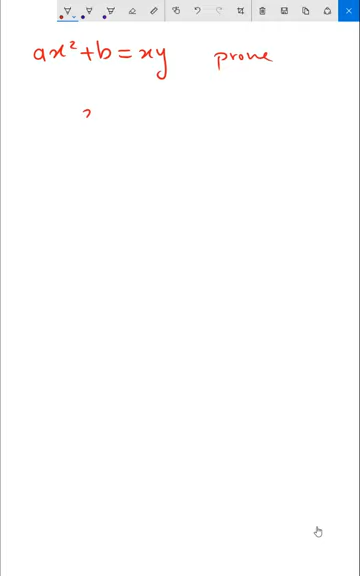 ax² + b = xy prove